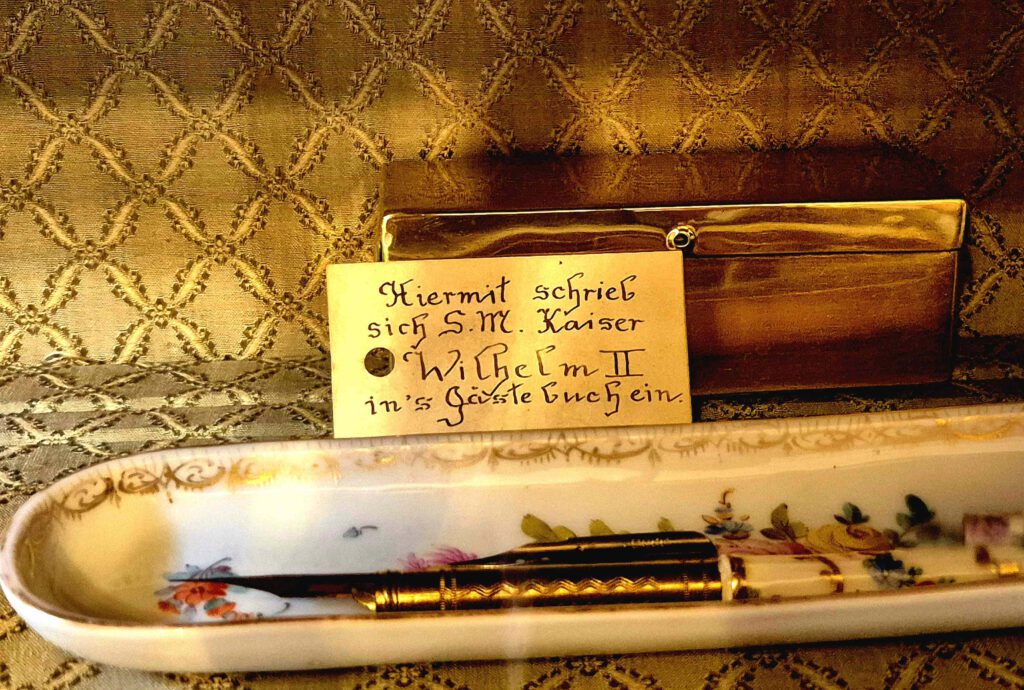 Hiermit schrieb
sich S.M. Kaiser
Wilhelm II
in's Gästebuch ein.